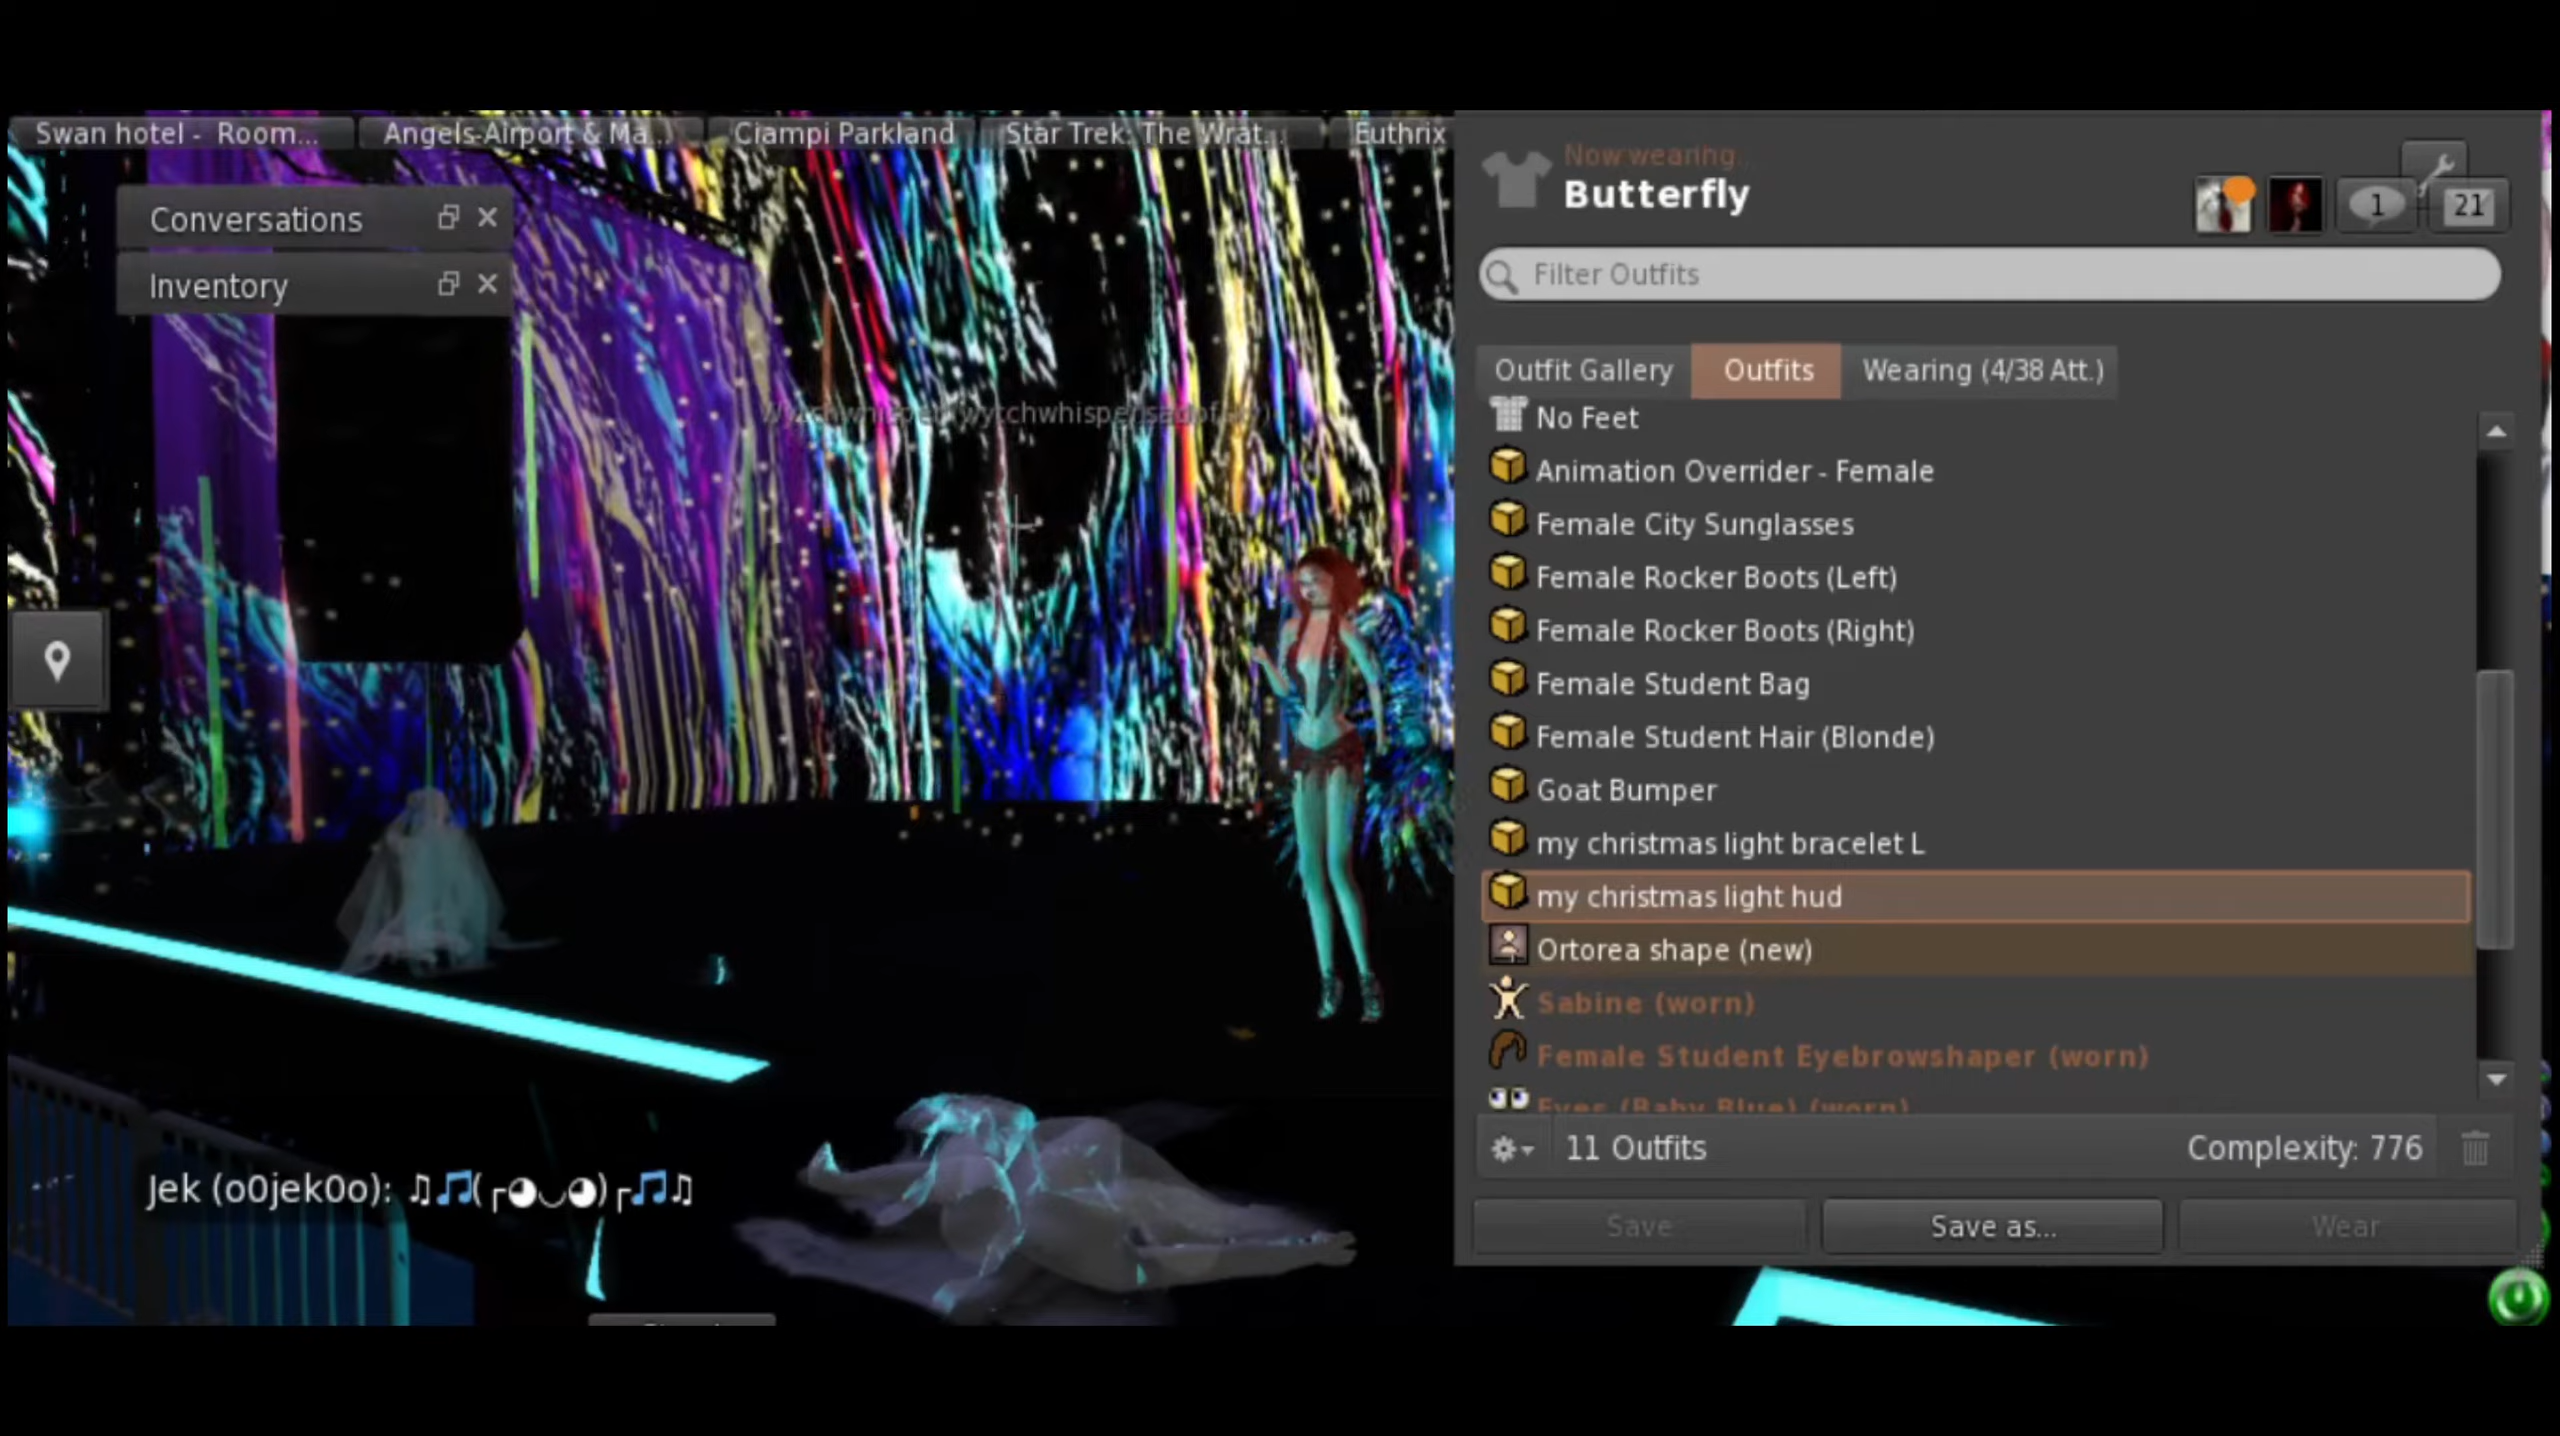 Swan hotel - Room...
Angels-Airport & Ma...
Ciampi Parkland
Star Trek: The Wrat...
Euthrix
Conversations
Inventory
Now wearing...
Butterfly
1
21
Filter Outfits
Outfit Gallery
Outfits
Wearing (4/38 Att.)
No Feet
Animation Overrider - Female
Female City Sunglasses
Female Rocker Boots (Left)
Female Rocker Boots (Right)
Female Student Bag
Female Student Hair (Blonde)
Goat Bumper
my christmas light bracelet L
my christmas light hud
Ortorea shape (new)
Sabine (worn)
Female Student Eyebrowshaper (worn)
Eyes (Baby Blue) (worn)
11 Outfits
Complexity: 776
Save
Save as...
Wear
Jek (o0jek0o): ♫🎵(┌◕◡◕)┌🎵♫